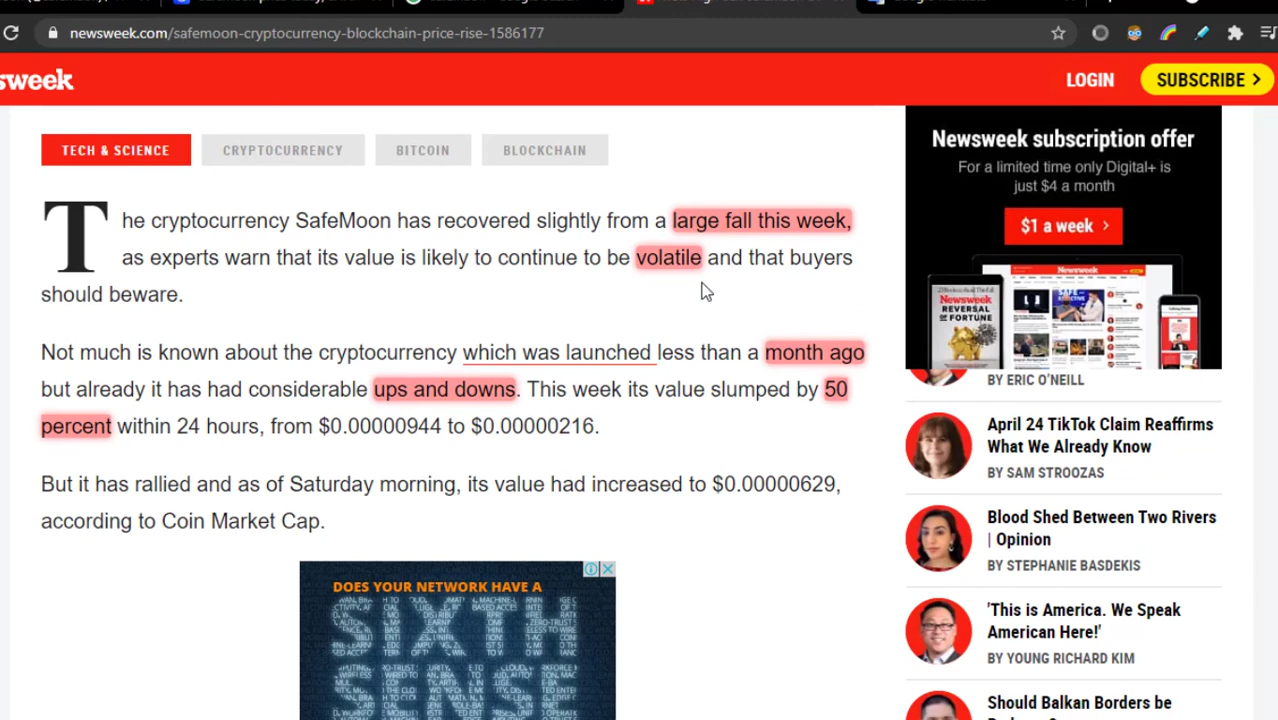 newsweek.com/safemoon-cryptocurrency-blockchain-price-rise-1586177
sweek
LOGIN
SUBSCRIBE >
TECH & SCIENCE
CRYPTOCURRENCY
BITCOIN
BLOCKCHAIN
The cryptocurrency SafeMoon has recovered slightly from a large fall this week,
as experts warn that its value is likely to continue to be volatile and that buyers
should beware.
Not much is known about the cryptocurrency which was launched less than a month ago
but already it has had considerable ups and downs. This week its value slumped by 50
percent within 24 hours, from $0.00000944 to $0.00000216.
But it has rallied and as of Saturday morning, its value had increased to $0.00000629,
according to Coin Market Cap.
DOES YOUR NETWORK HAVE A
SIXTH
Newsweek subscription offer
For a limited time only Digital+ is
just $4 a month
$1 a week >
Newsweek
REVERSAL
OF FORTUNE
BY ERIC O'NEILL
April 24 TikTok Claim Reaffirms
What We Already Know
BY SAM STROOZAS
Blood Shed Between Two Rivers
| Opinion
BY STEPHANIE BASDEKIS
'This is America. We Speak
American Here!'
BY YOUNG RICHARD KIM
Should Balkan Borders be